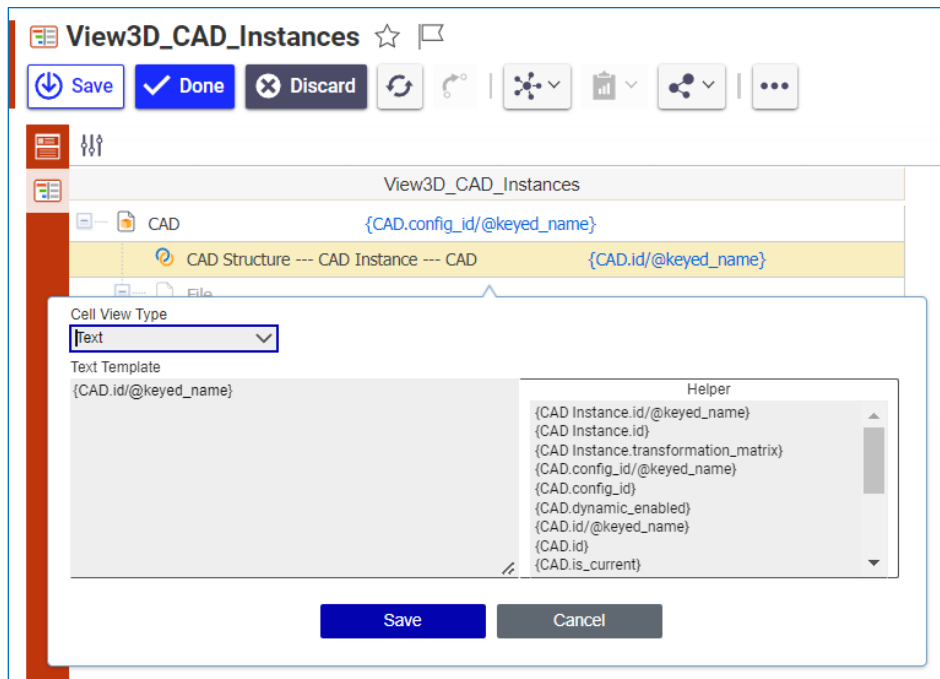 View3D_CAD_Instances
Save Done Discard
View3D_CAD_Instances
CAD {CAD.config_id/@keyed_name}
CAD Structure --- CAD Instance --- CAD {CAD.id/@keyed_name}
File
Cell View Type
Text
Text Template
{CAD.id/@keyed_name}
Helper
{CAD Instance.id/@keyed_name}
{CAD Instance.id}
{CAD Instance.transformation_matrix}
{CAD.config_id/@keyed_name}
{CAD.config_id}
{CAD.dynamic_enabled}
{CAD.id/@keyed_name}
{CAD.id}
{CAD.is_current}
Save Cancel